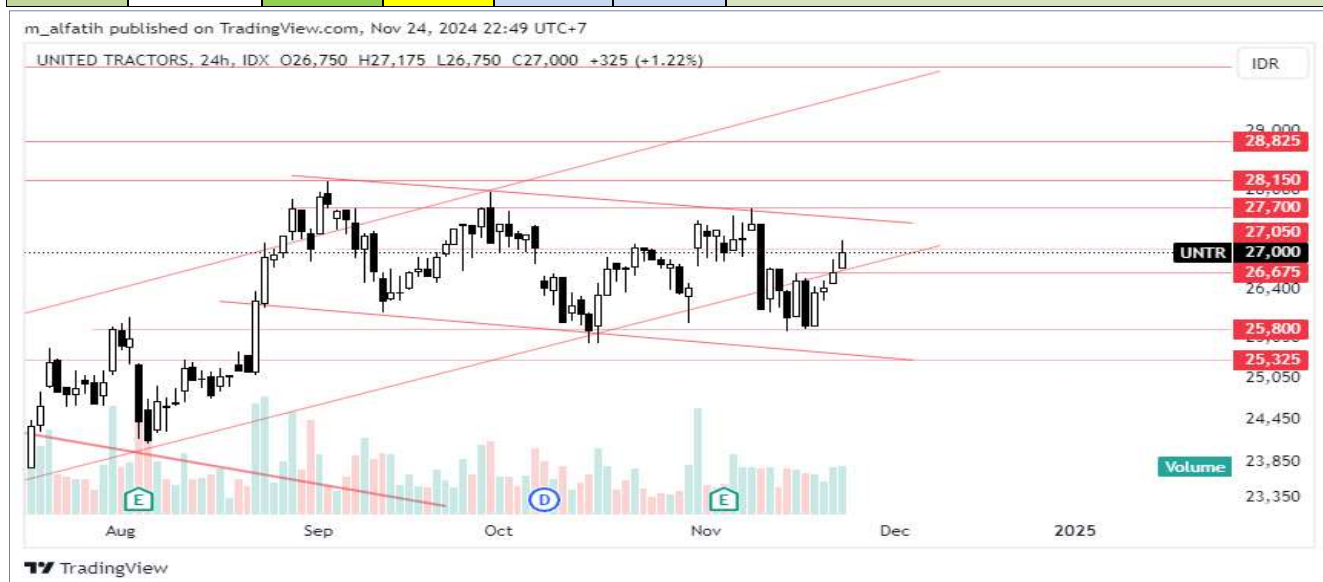 m_alfatih published on TradingView.com, Nov 24, 2024 22:49 UTC+7
UNITED TRACTORS, 24h, IDX O26,750 H27,175 L26,750 C27,000 +325 (+1.22%)
IDR
29,000
28,825
28,150
27,700
27,050
UNTR 27,000
26,675
26,400
25,800
25,325
25,050
24,450
Volume 23,850
23,350
E D E
Aug Sep Oct Nov Dec 2025
TradingView